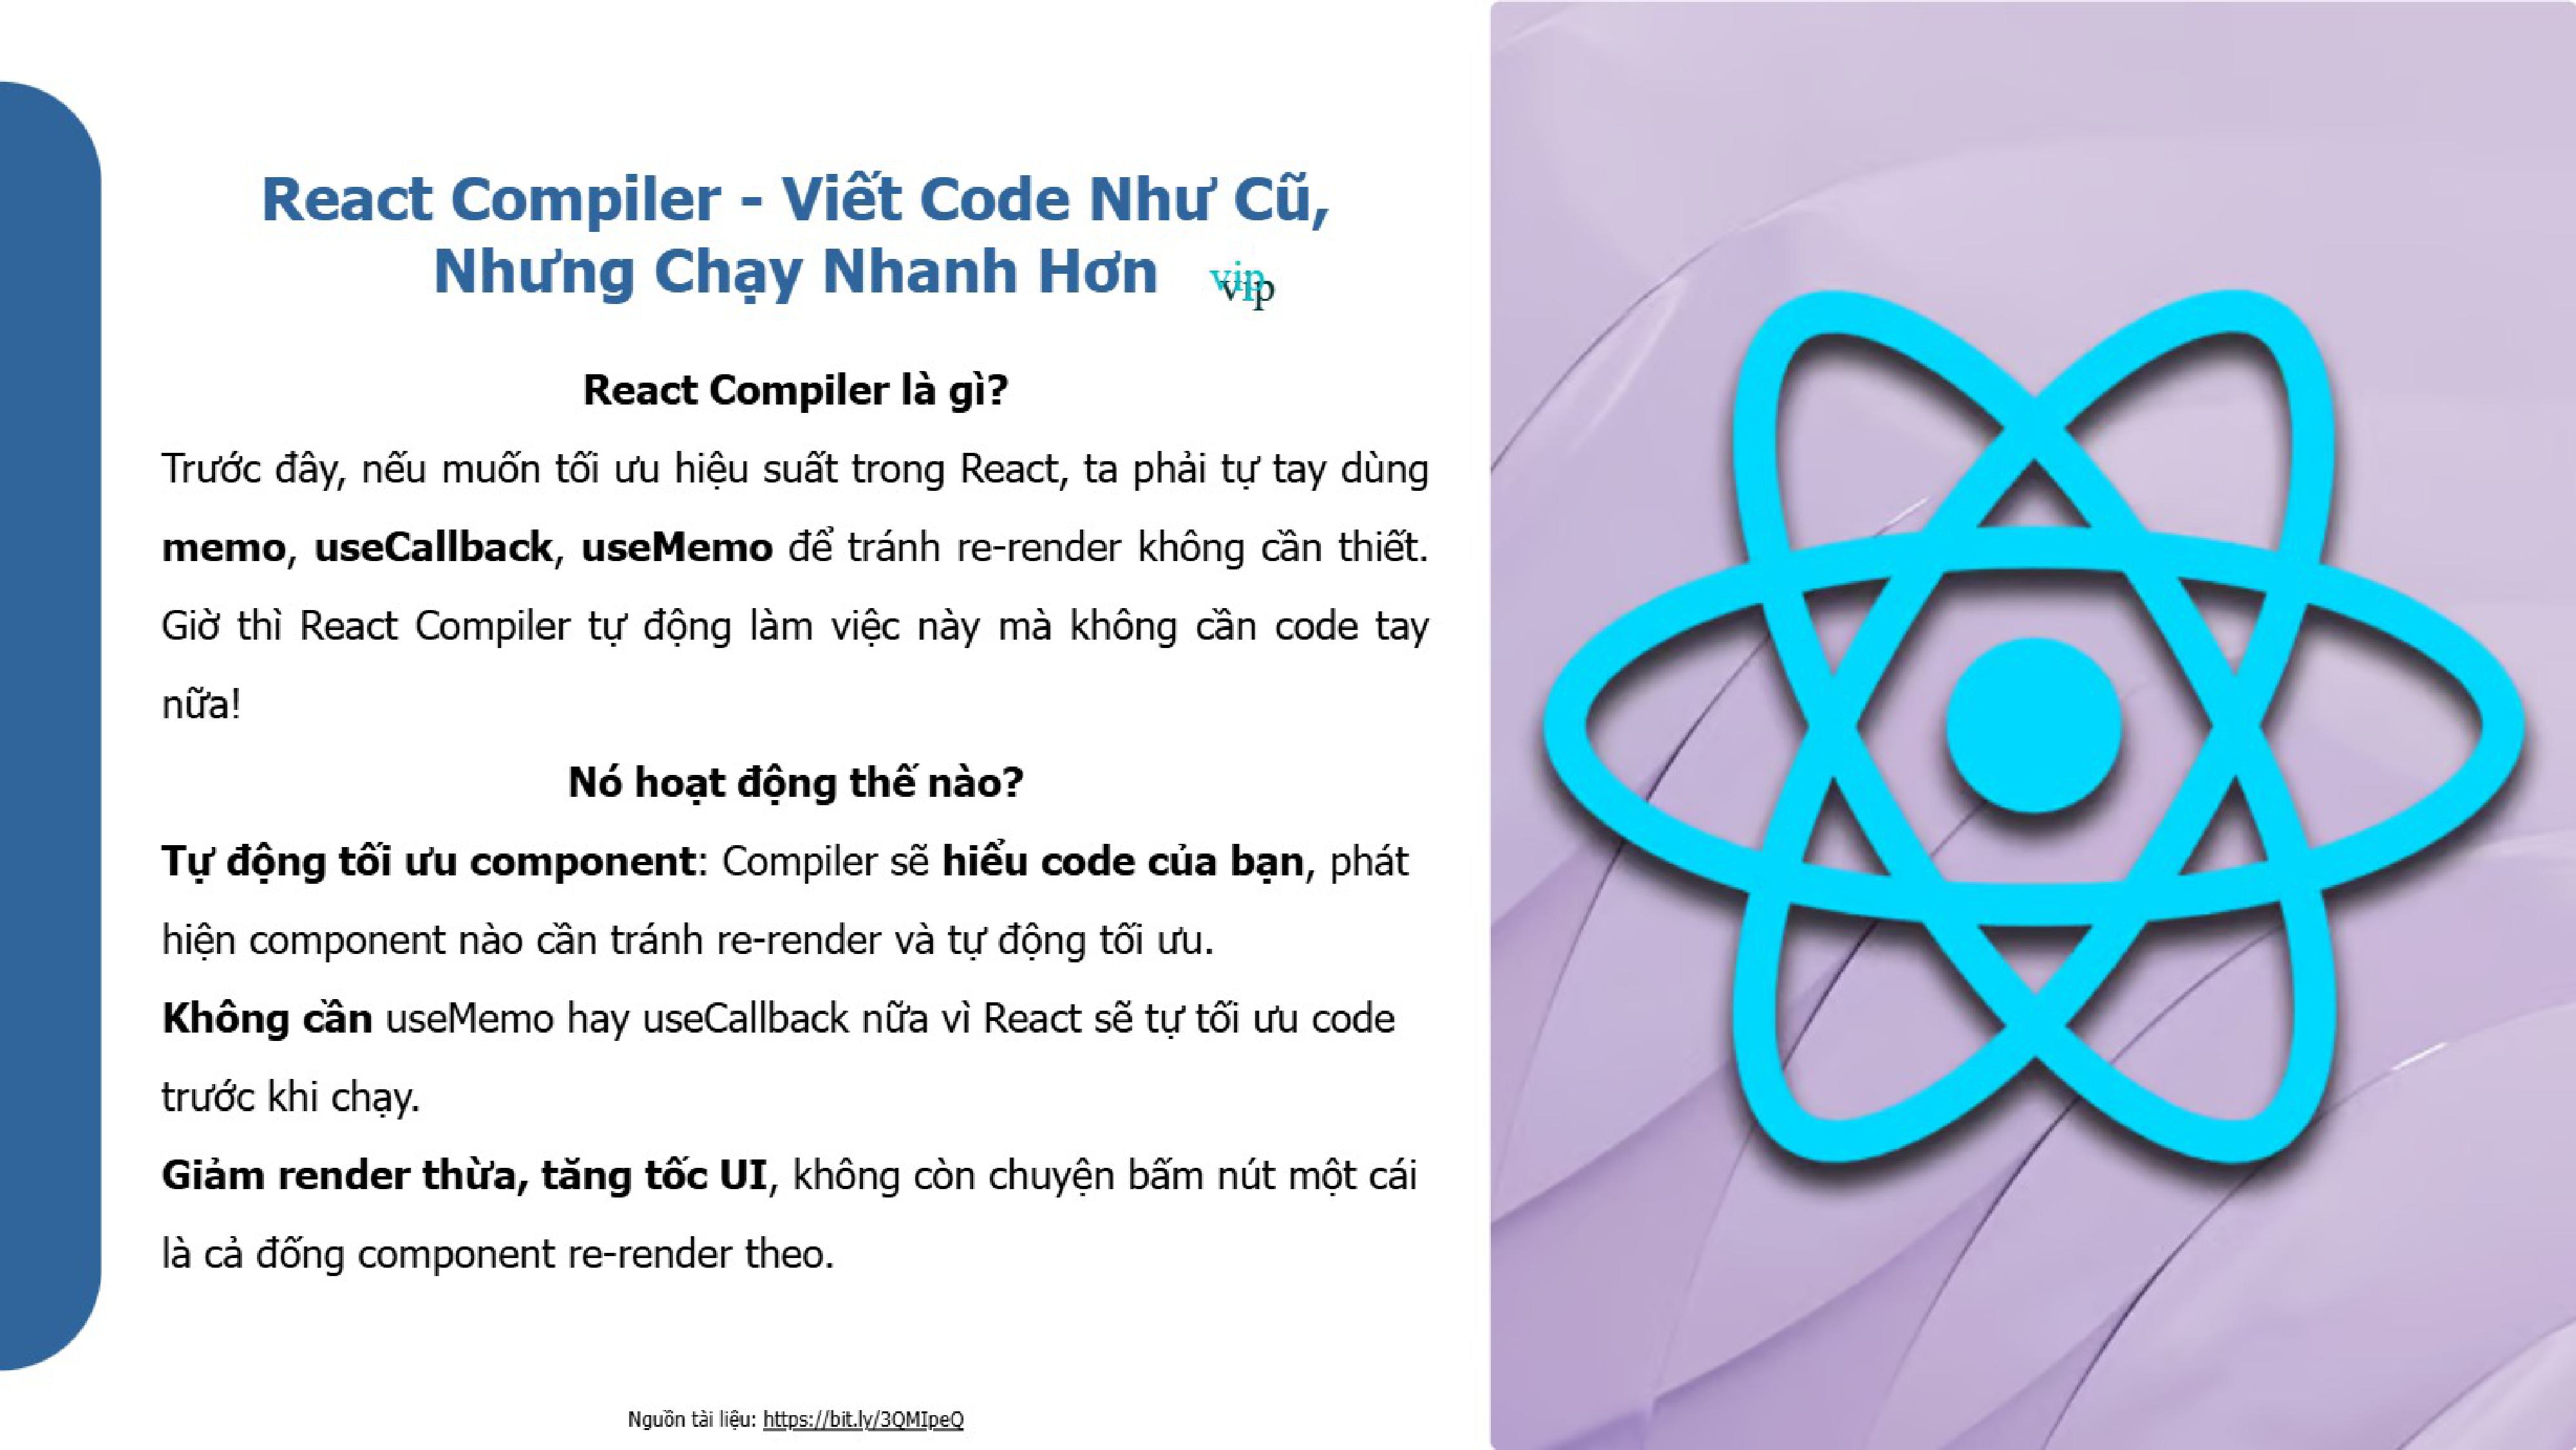 React Compiler - Viết Code Như Cũ,
Nhưng Chạy Nhanh Hơn
vip
vip
React Compiler là gì?
Trước đây, nếu muốn tối ưu hiệu suất trong React, ta phải tự tay dùng
memo, useCallback, useMemo để tránh re-render không cần thiết.
Giờ thì React Compiler tự động làm việc này mà không cần code tay
nữa!
Nó hoạt động thế nào?
Tự động tối ưu component: Compiler sẽ hiểu code của bạn, phát
hiện component nào cần tránh re-render và tự động tối ưu.
Không cần useMemo hay useCallback nữa vì React sẽ tự tối ưu code
trước khi chạy.
Giảm render thừa, tăng tốc UI, không còn chuyện bấm nút một cái
là cả đống component re-render theo.
Nguồn tài liệu: https://bit.ly/3QMIpeQ